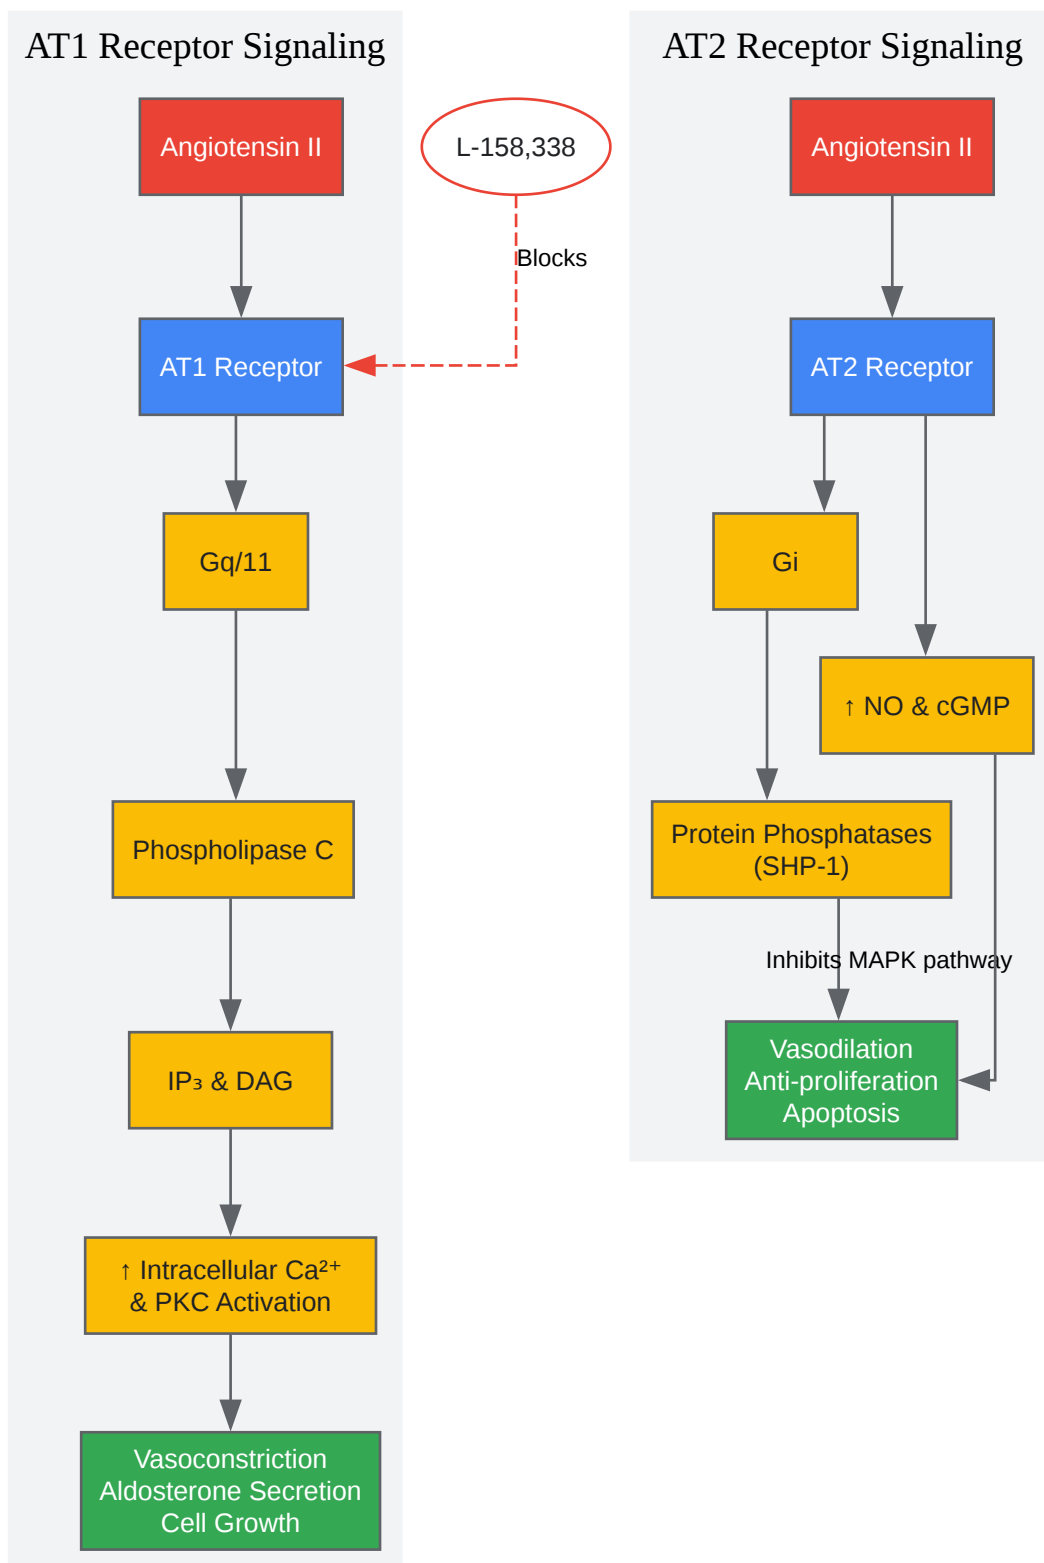 AT1 Receptor Signaling
Angiotensin II
L-158,338
Blocks
AT1 Receptor
Gq/11
Phospholipase C
IP₃ & DAG
↑ Intracellular Ca²⁺
& PKC Activation
Vasoconstriction
Aldosterone Secretion
Cell Growth
AT2 Receptor Signaling
Angiotensin II
AT2 Receptor
Gi
↑ NO & cGMP
Protein Phosphatases
(SHP-1)
Inhibits MAPK pathway
Vasodilation
Anti-proliferation
Apoptosis